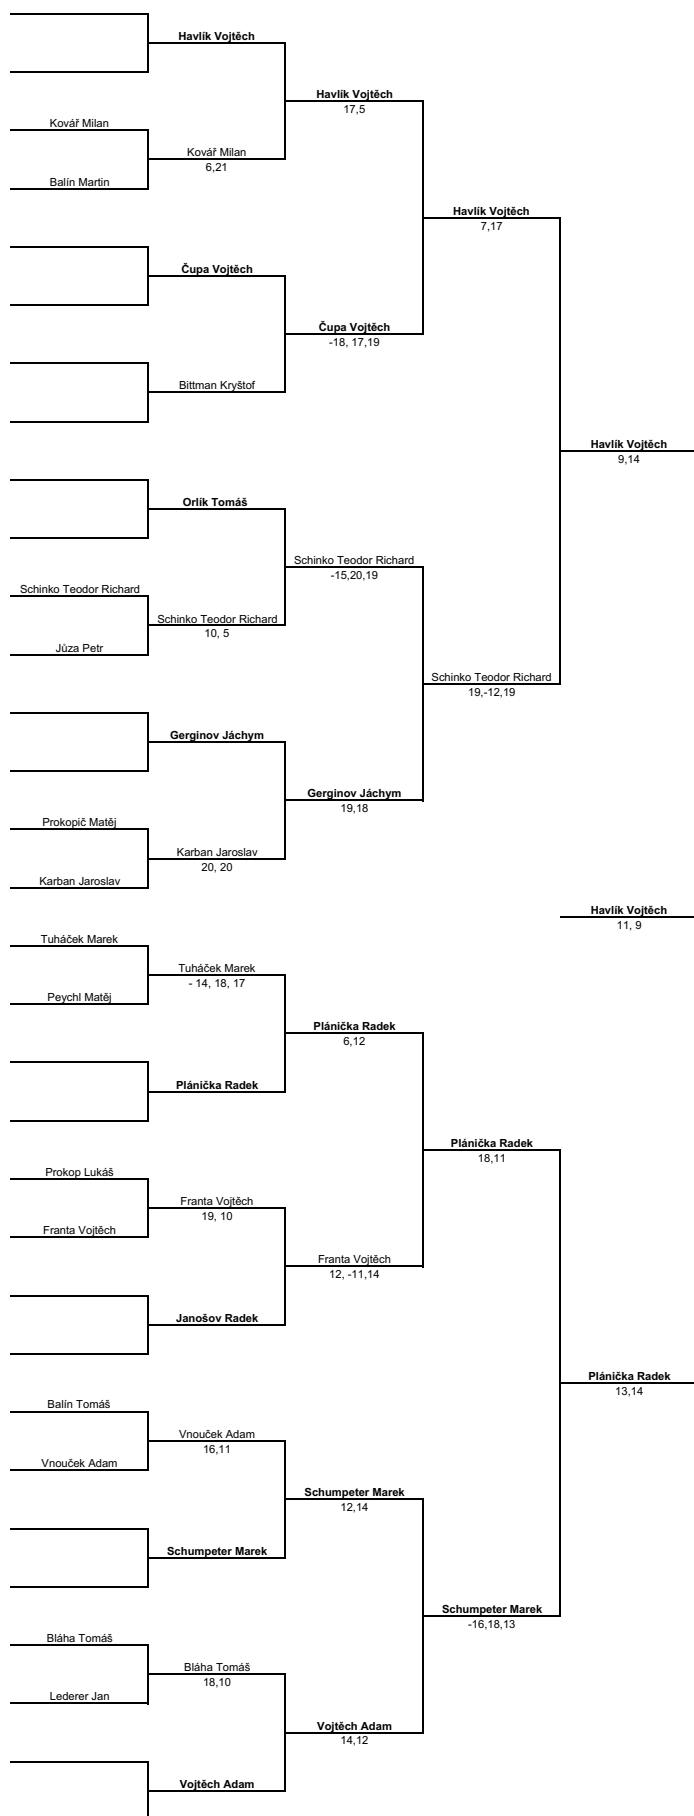 Havlík Vojtěch
Havlík Vojtěch
17,5
Kovář Milan
Kovář Milan
6,21
Balín Martin
Havlík Vojtěch
7,17
Čupa Vojtěch
Čupa Vojtěch
-18, 17,19
Bittman Kryštof
Havlík Vojtěch
9,14
Orlík Tomáš
Schinko Teodor Richard
-15,20,19
Schinko Teodor Richard
Schinko Teodor Richard
10, 5
Jůza Petr
Schinko Teodor Richard
19,-12,19
Gerginov Jáchym
Gerginov Jáchym
19,18
Prokopič Matěj
Karban Jaroslav
20, 20
Karban Jaroslav
Havlík Vojtěch
11, 9
Tuháček Marek
Tuháček Marek
- 14, 18, 17
Peychl Matěj
Plánička Radek
6,12
Plánička Radek
Plánička Radek
18,11
Prokop Lukáš
Franta Vojtěch
19, 10
Franta Vojtěch
Franta Vojtěch
12, -11,14
Janošov Radek
Plánička Radek
13,14
Balín Tomáš
Vnouček Adam
16,11
Vnouček Adam
Schumpeter Marek
12,14
Schumpeter Marek
Schumpeter Marek
-16,18,13
Bláha Tomáš
Bláha Tomáš
18,10
Lederer Jan
Vojtěch Adam
14,12
Vojtěch Adam